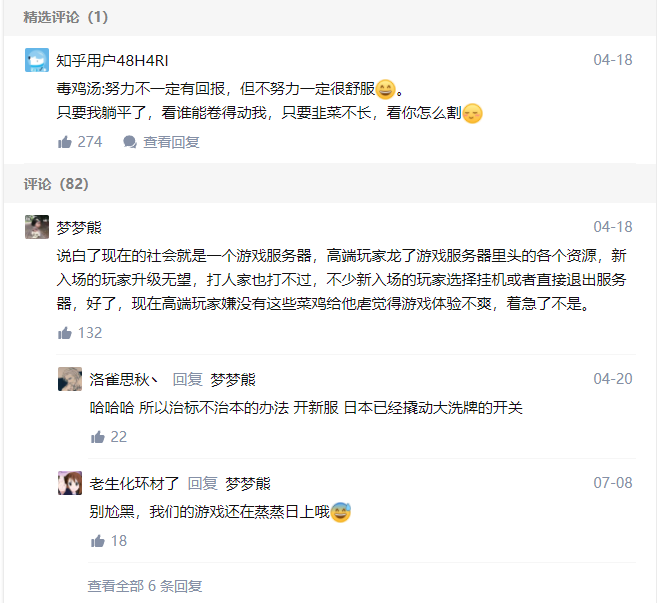 精选评论（1）
知乎用户48H4RI
04-18
毒鸡汤:努力不一定有回报，但不努力一定很舒服😄。
只要我躺平了，看谁能卷得动我，只要韭菜不长，看你怎么割😌
274 查看回复
评论（82）
梦梦熊
04-18
说白了现在的社会就是一个游戏服务器，高端玩家龙了游戏服务器里头的各个资源，新
入场的玩家升级无望，打人家也打不过，不少新入场的玩家选择挂机或者直接退出服务
器，好了，现在高端玩家嫌没有这些菜鸡给他虐觉得游戏体验不爽，着急了不是。
132
洛雀思秋丶 回复 梦梦熊
04-20
哈哈哈 所以治标不治本的办法 开新服 日本已经撬动大洗牌的开关
22
老生化环材了 回复 梦梦熊
07-08
别尬黑，我们的游戏还在蒸蒸日上哦😅
18
查看全部 6 条回复